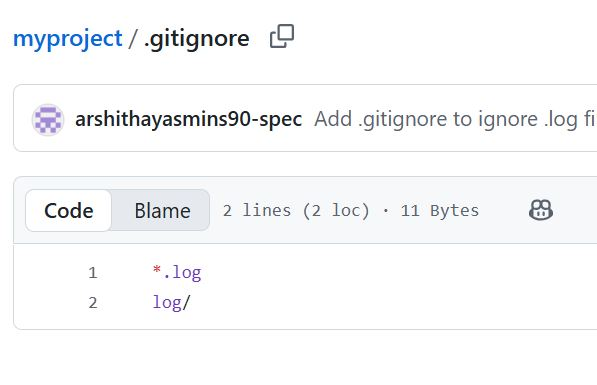 myproject / .gitignore
arshithayasmins90-spec Add .gitignore to ignore .log fi
Code Blame 2 lines (2 loc) · 11 Bytes
1 *.log
2 log/